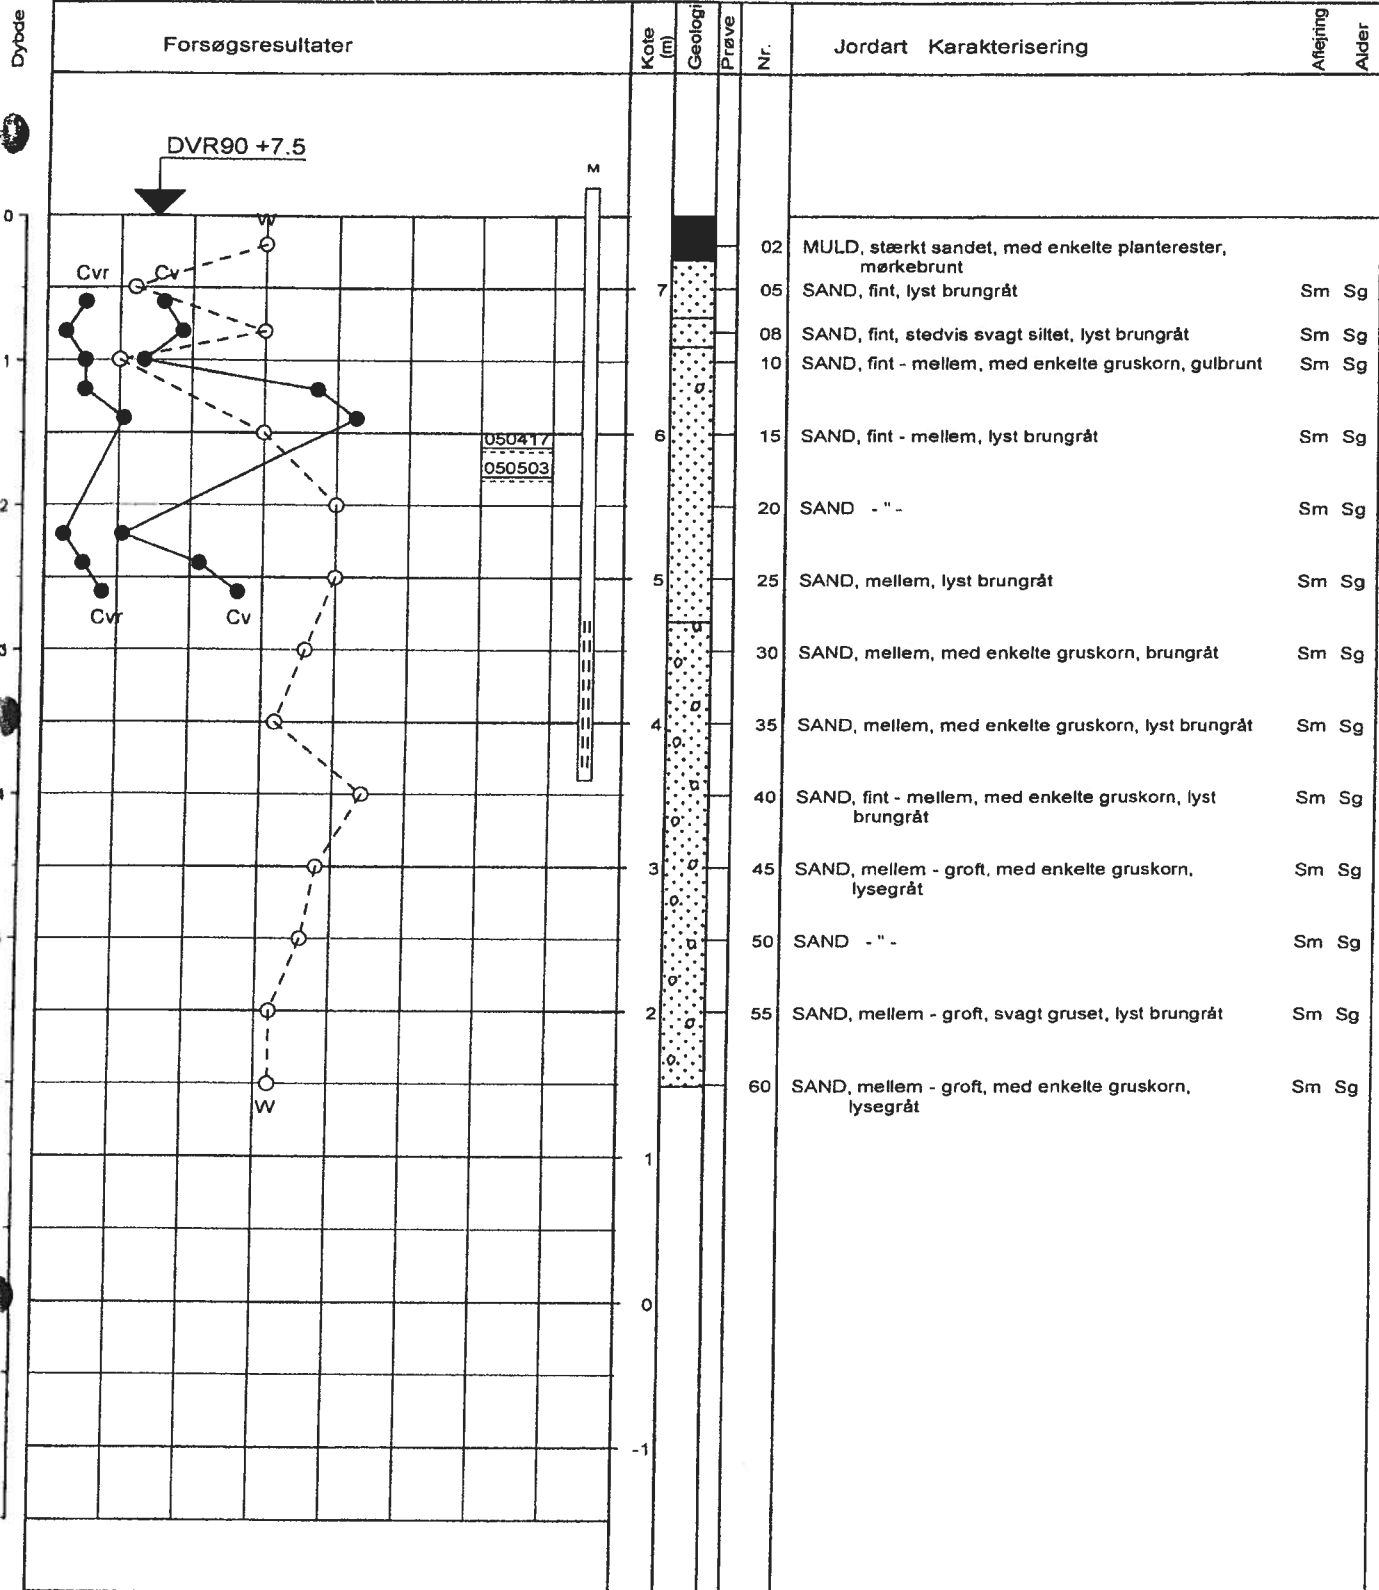 Dybde
Forsøgsresultater
Kote (m)
Geologi
Prøve
Nr.
Jordart Karakterisering
Aflejring
Alder
DVR90 +7.5
M
0
W
Cvr
Cv
02 MULD, stærkt sandet, med enkelte planterester,
mørkebrunt
7 05 SAND, fint, lyst brungråt Sm Sg
08 SAND, fint, stedvis svagt siltet, lyst brungråt Sm Sg
1 10 SAND, fint - mellem, med enkelte gruskorn, gulbrunt Sm Sg
050417 6 15 SAND, fint - mellem, lyst brungråt Sm Sg
050503
2 20 SAND - " - Sm Sg
5 25 SAND, mellem, lyst brungråt Sm Sg
Cvr
Cv
3 30 SAND, mellem, med enkelte gruskorn, brungråt Sm Sg
4 35 SAND, mellem, med enkelte gruskorn, lyst brungråt Sm Sg
4 40 SAND, fint - mellem, med enkelte gruskorn, lyst Sm Sg
brungråt
3 45 SAND, mellem - groft, med enkelte gruskorn, Sm Sg
lysegråt
50 SAND - " - Sm Sg
2 55 SAND, mellem - groft, svagt gruset, lyst brungråt Sm Sg
60 SAND, mellem - groft, med enkelte gruskorn, Sm Sg
lysegråt
W
1
0
-1